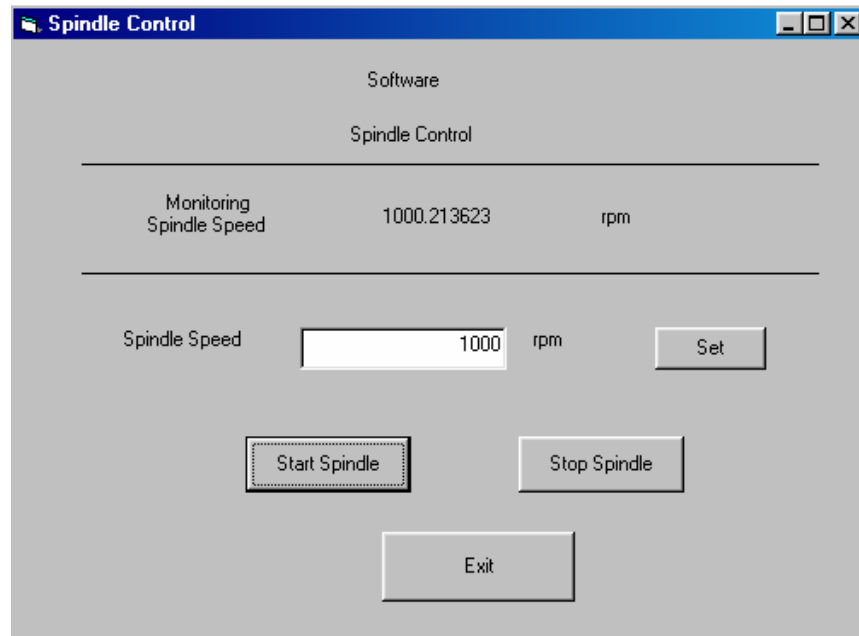 Spindle Control
Software
Spindle Control
Monitoring
Spindle Speed
1000.213623
rpm
Spindle Speed
1000
rpm
Set
Start Spindle
Stop Spindle
Exit